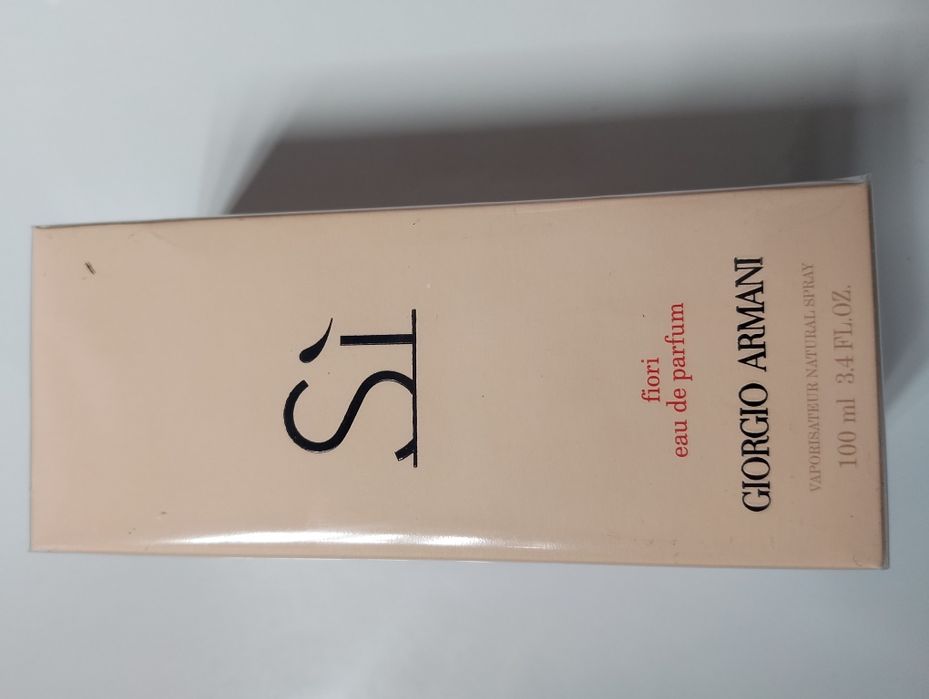 Sì
fiori
eau de parfum
GIORGIO ARMANI
VAPORISATEUR NATURAL SPRAY
100 ml 3.4 FL.OZ.